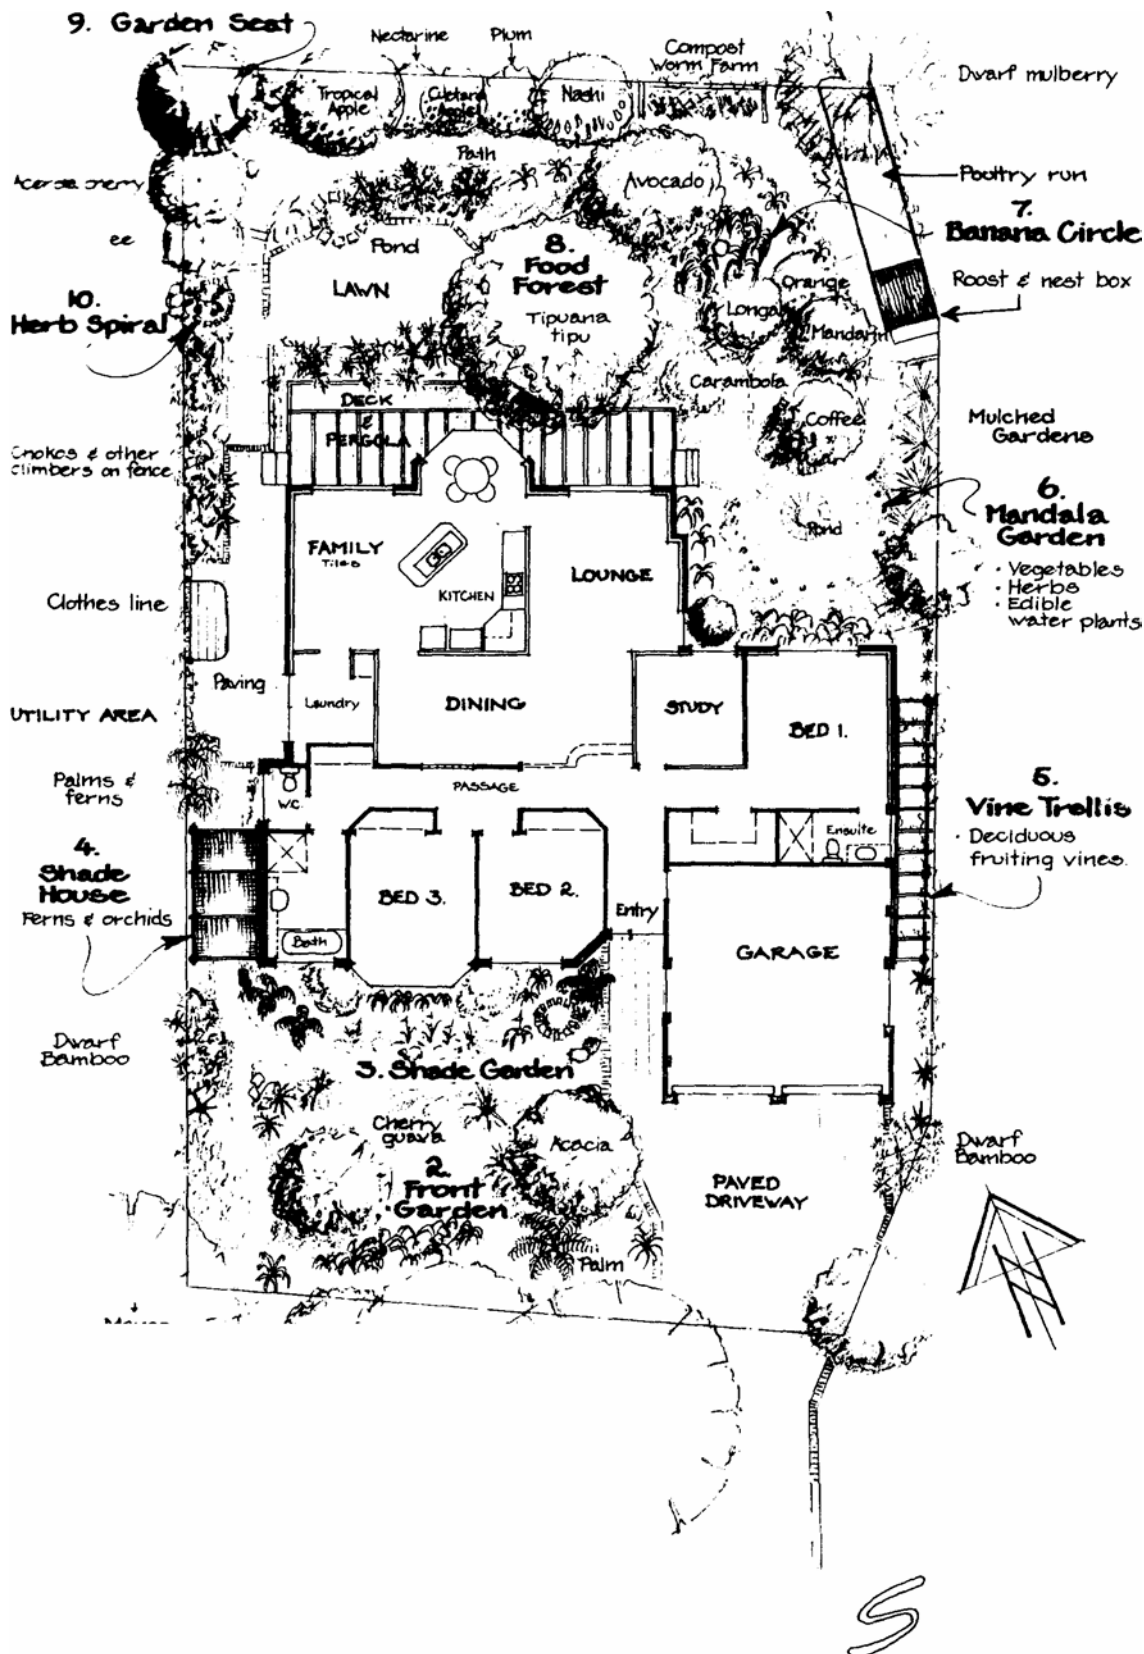 9. Garden Seat
Nectarine
Plum
Compost
Worm Farm
Dwarf mulberry
Tropical
Apple
Nashi
Path
Avocado
Poultry run
Acerola cherry
ee
7.
Banana Circle
Pond
LAWN
8.
Food
Forest
Tipuana
tipu
Orange
Roost & nest box
10.
Herb Spiral
Longa
Mandarin
Carambola
DECK
&
PERGOLA
Coffee
Mulched
Gardens
Chokos & other
climbers on fence
6.
Mandala
Garden
· Vegetables
· Herbs
· Edible
water plants
Pond
FAMILY
Tiles
KITCHEN
LOUNGE
Clothes line
Paving
Laundry
DINING
STUDY
BED 1.
UTILITY AREA
Palms &
ferns
W.C.
PASSAGE
5.
Vine Trellis
· Deciduous
fruiting vines.
Ensuite
4.
Shade
House
Ferns & orchids
BED 3.
BED 2.
Entry
Bath
GARAGE
Dwarf
Bamboo
3. Shade Garden
Cherry
guava
Acacia
2.
Front
Garden
PAVED
DRIVEWAY
Dwarf
Bamboo
Palm
S